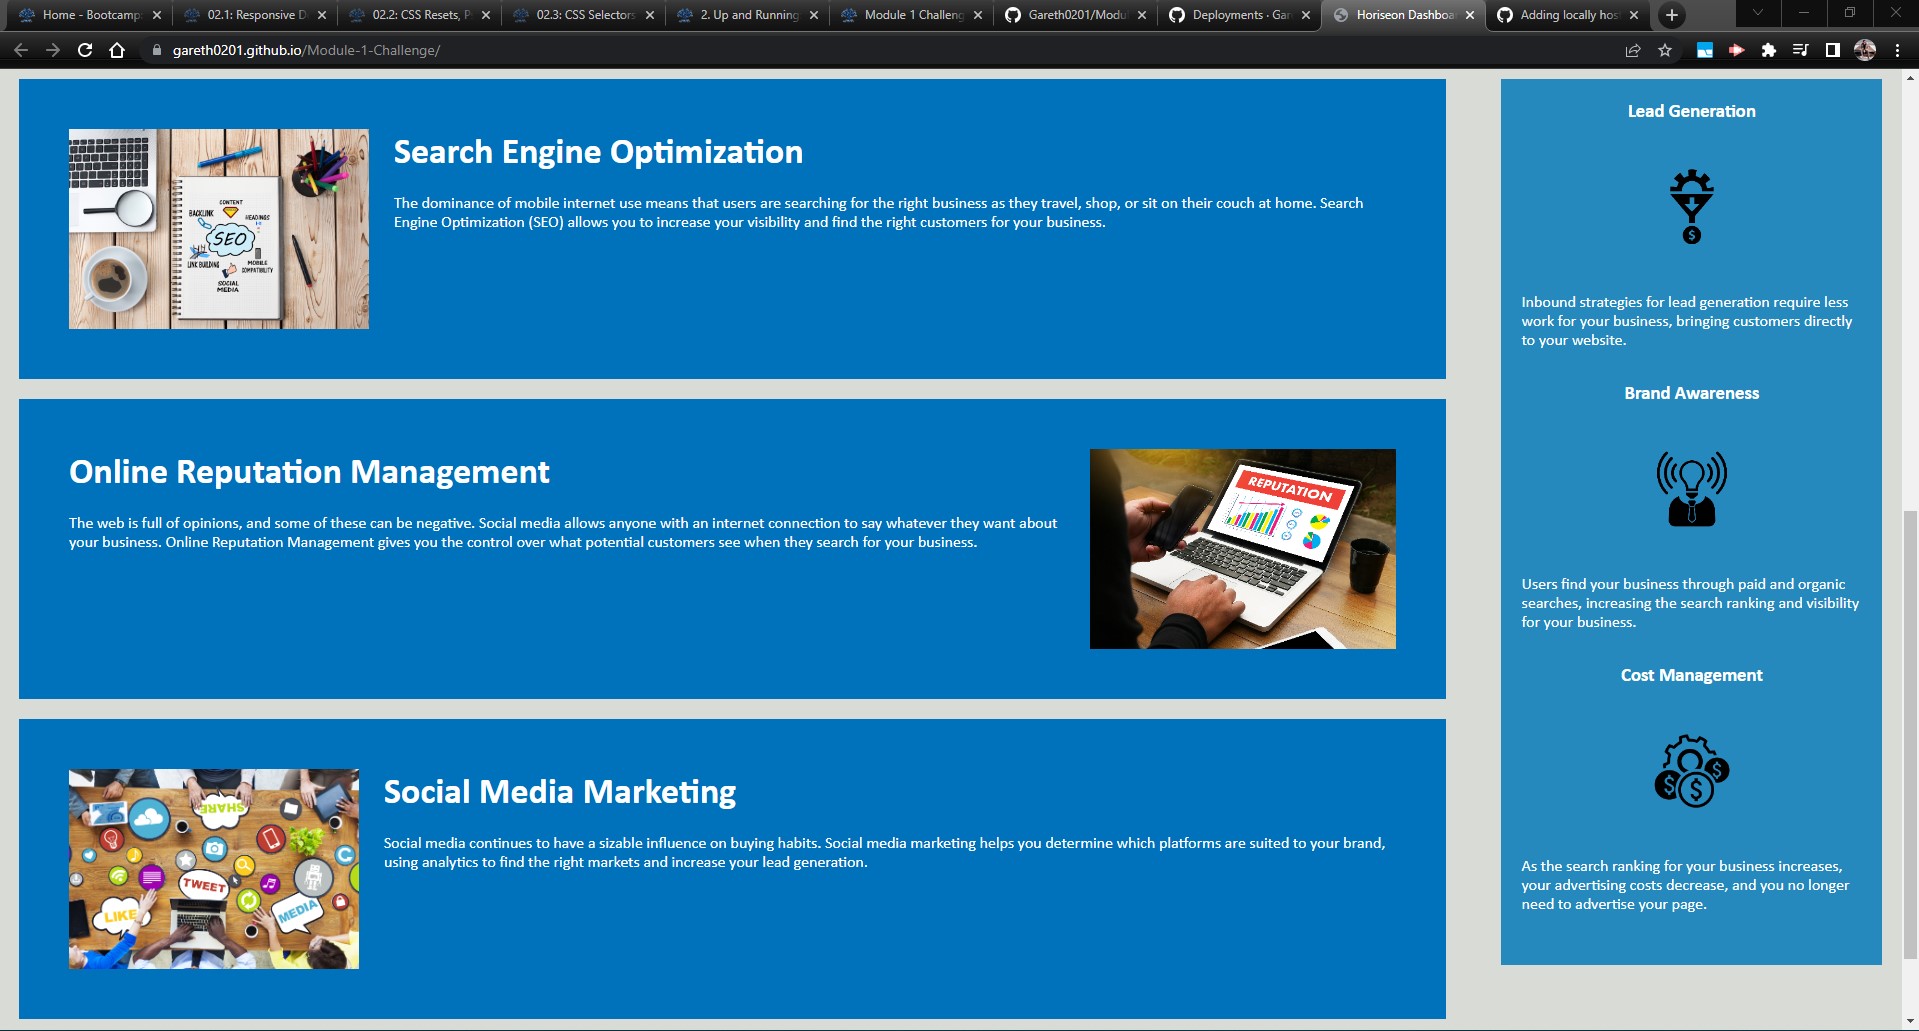 Home - Bootcamp
02.1: Responsive D
02.2: CSS Resets, P
02.3: CSS Selectors
2. Up and Running
Module 1 Challeng
Gareth0201/Modu
Deployments · Gar
Horiseon Dashboar
Adding locally hos
gareth0201.github.io/Module-1-Challenge/
Search Engine Optimization
The dominance of mobile internet use means that users are searching for the right business as they travel, shop, or sit on their couch at home. Search
Engine Optimization (SEO) allows you to increase your visibility and find the right customers for your business.
CONTENT
BACKLINK
HEADINGS
SEO
LINK BUILDING
MOBILE
COMPATIBILITY
SOCIAL
MEDIA
Online Reputation Management
The web is full of opinions, and some of these can be negative. Social media allows anyone with an internet connection to say whatever they want about
your business. Online Reputation Management gives you the control over what potential customers see when they search for your business.
REPUTATION
Social Media Marketing
Social media continues to have a sizable influence on buying habits. Social media marketing helps you determine which platforms are suited to your brand,
using analytics to find the right markets and increase your lead generation.
SHARE
TWEET
LIKE
MEDIA
Lead Generation
$
Inbound strategies for lead generation require less
work for your business, bringing customers directly
to your website.
Brand Awareness
Users find your business through paid and organic
searches, increasing the search ranking and visibility
for your business.
Cost Management
$ $ $
As the search ranking for your business increases,
your advertising costs decrease, and you no longer
need to advertise your page.